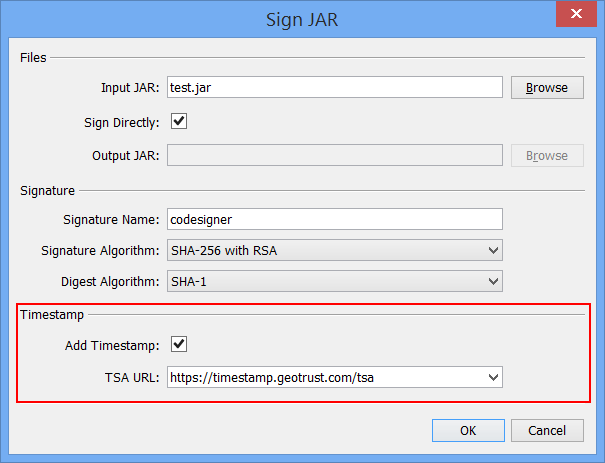 Sign JAR
Files
Input JAR: test.jar Browse
Sign Directly:
Output JAR: Browse
Signature
Signature Name: codesigner
Signature Algorithm: SHA-256 with RSA
Digest Algorithm: SHA-1
Timestamp
Add Timestamp:
TSA URL: https://timestamp.geotrust.com/tsa
OK Cancel